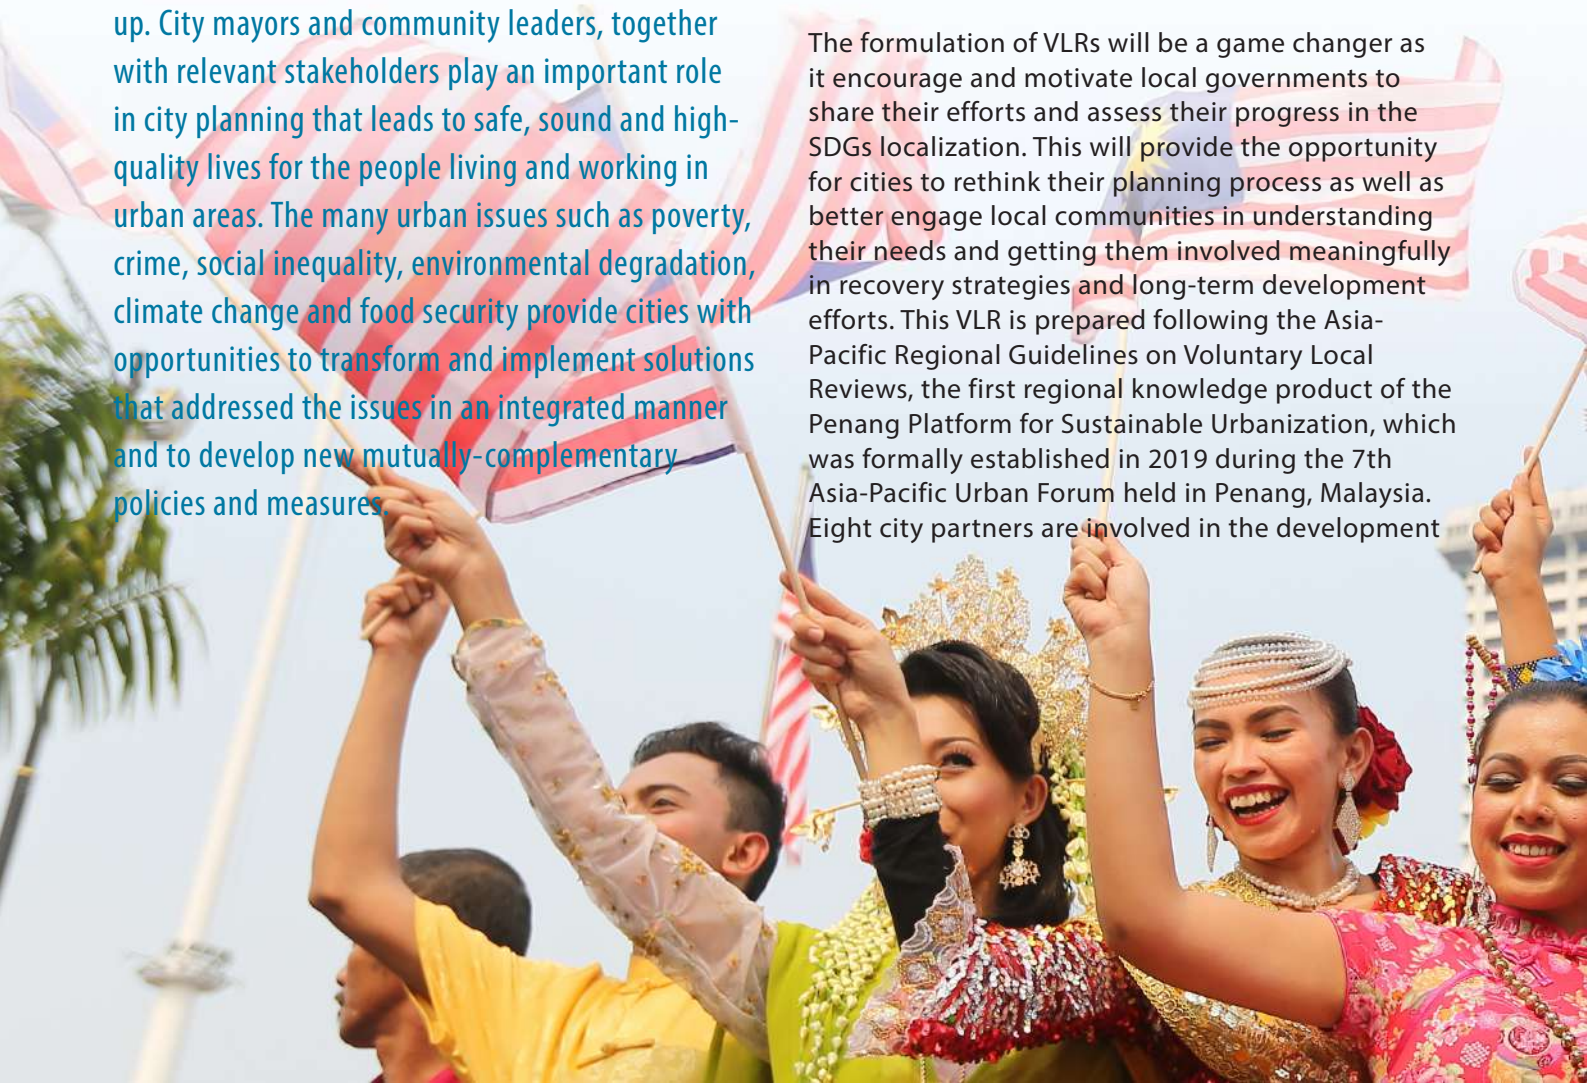 up. City mayors and community leaders, together
with relevant stakeholders play an important role
in city planning that leads to safe, sound and high-
quality lives for the people living and working in
urban areas. The many urban issues such as poverty,
crime, social inequality, environmental degradation,
climate change and food security provide cities with
opportunities to transform and implement solutions
that addressed the issues in an integrated manner
and to develop new mutually-complementary
policies and measures.
The formulation of VLRs will be a game changer as
it encourage and motivate local governments to
share their efforts and assess their progress in the
SDGs localization. This will provide the opportunity
for cities to rethink their planning process as well as
better engage local communities in understanding
their needs and getting them involved meaningfully
in recovery strategies and long-term development
efforts. This VLR is prepared following the Asia-
Pacific Regional Guidelines on Voluntary Local
Reviews, the first regional knowledge product of the
Penang Platform for Sustainable Urbanization, which
was formally established in 2019 during the 7th
Asia-Pacific Urban Forum held in Penang, Malaysia.
Eight city partners are involved in the development